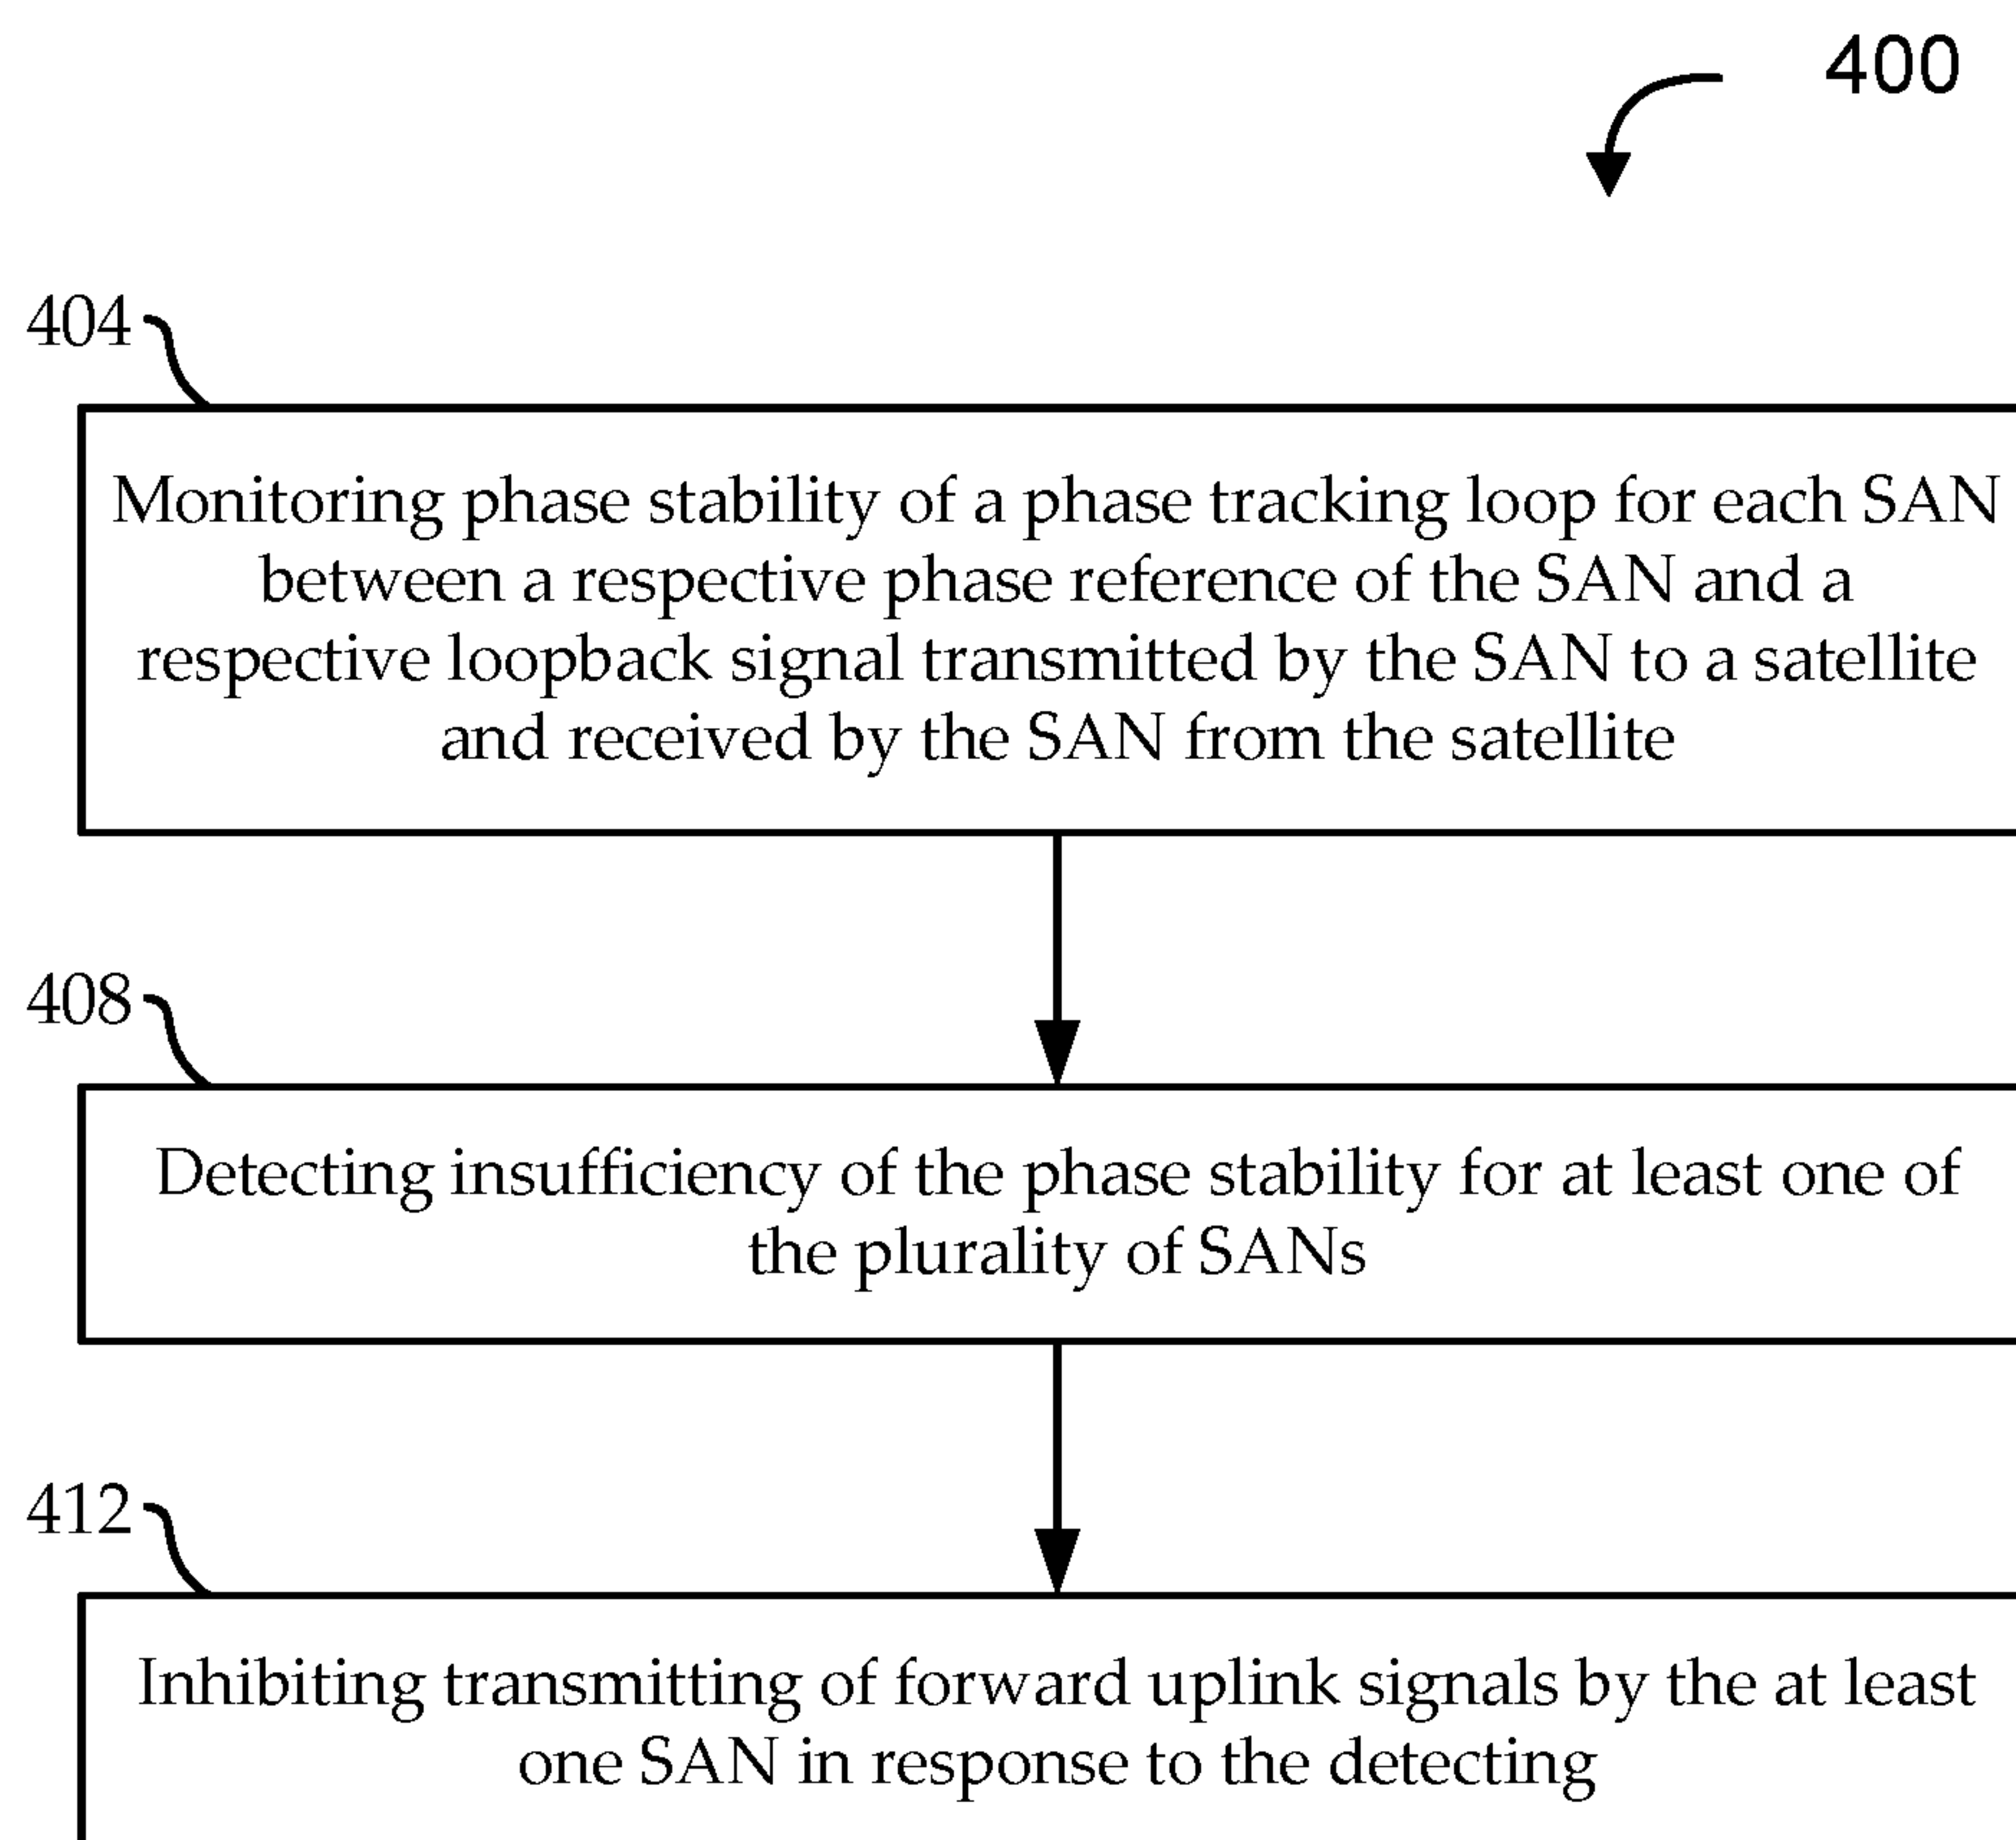 400
404
Monitoring phase stability of a phase tracking loop for each SAN
between a respective phase reference of the SAN and a
respective loopback signal transmitted by the SAN to a satellite
and received by the SAN from the satellite
408
Detecting insufficiency of the phase stability for at least one of
the plurality of SANs
412
Inhibiting transmitting of forward uplink signals by the at least
one SAN in response to the detecting